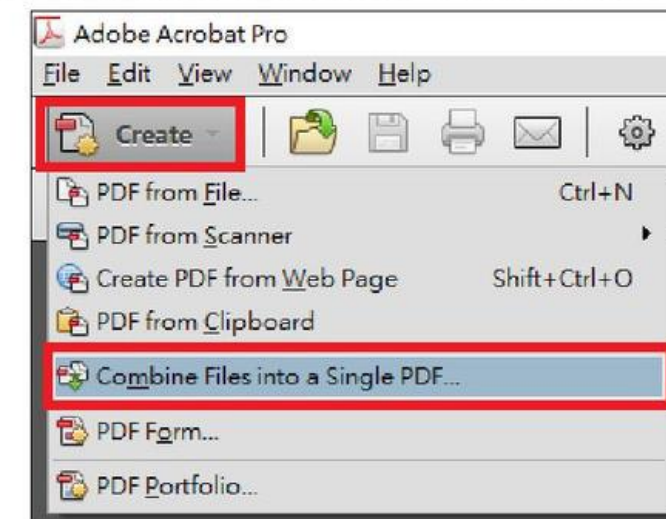 Adobe Acrobat Pro
File Edit View Window Help
Create
PDF from File... Ctrl+N
PDF from Scanner
Create PDF from Web Page Shift+Ctrl+O
PDF from Clipboard
Combine Files into a Single PDF...
PDF Form...
PDF Portfolio...